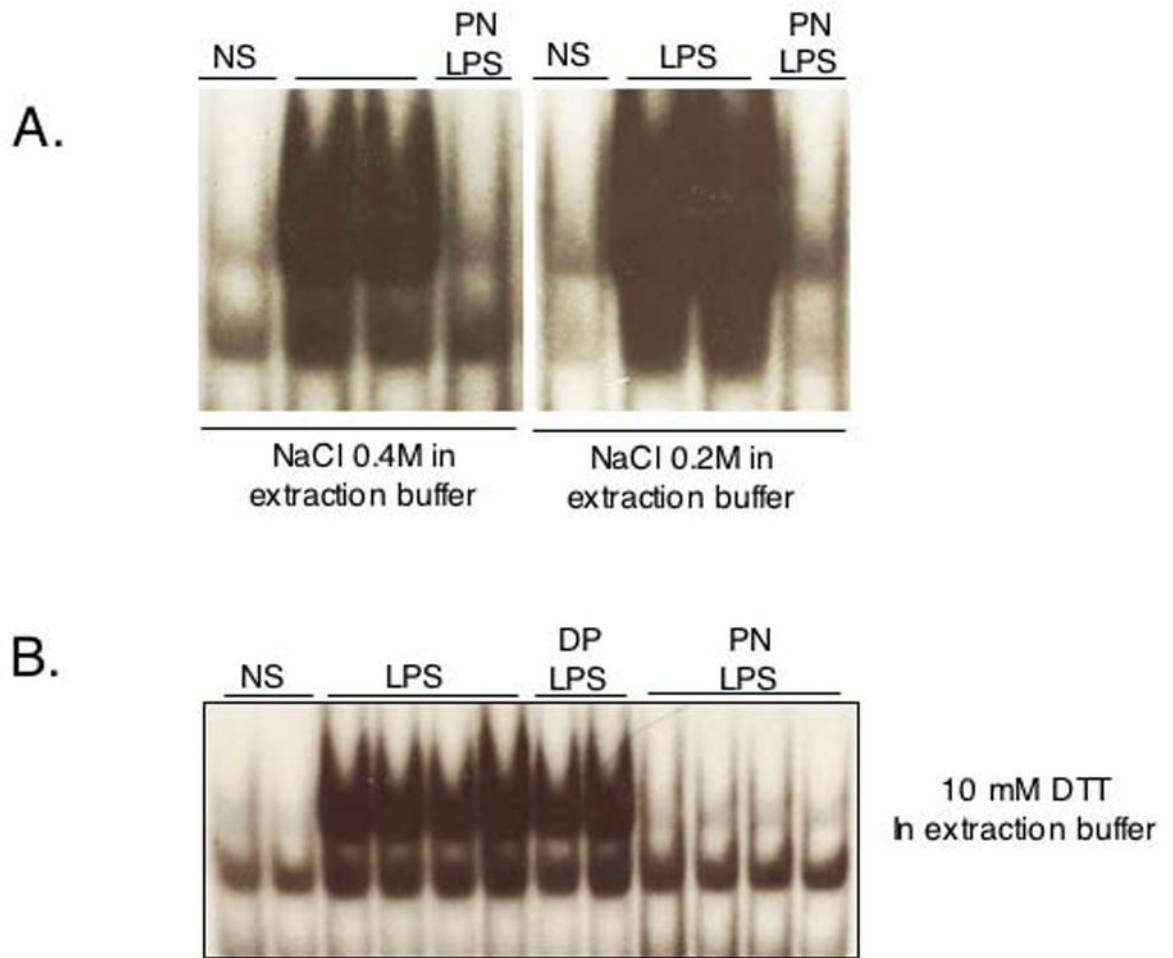 A.
NS
PN
LPS
NS
LPS
PN
LPS
NaCl 0.4M in
extraction buffer
NaCl 0.2M in
extraction buffer
B.
NS
LPS
DP
LPS
PN
LPS
10 mM DTT
In extraction buffer